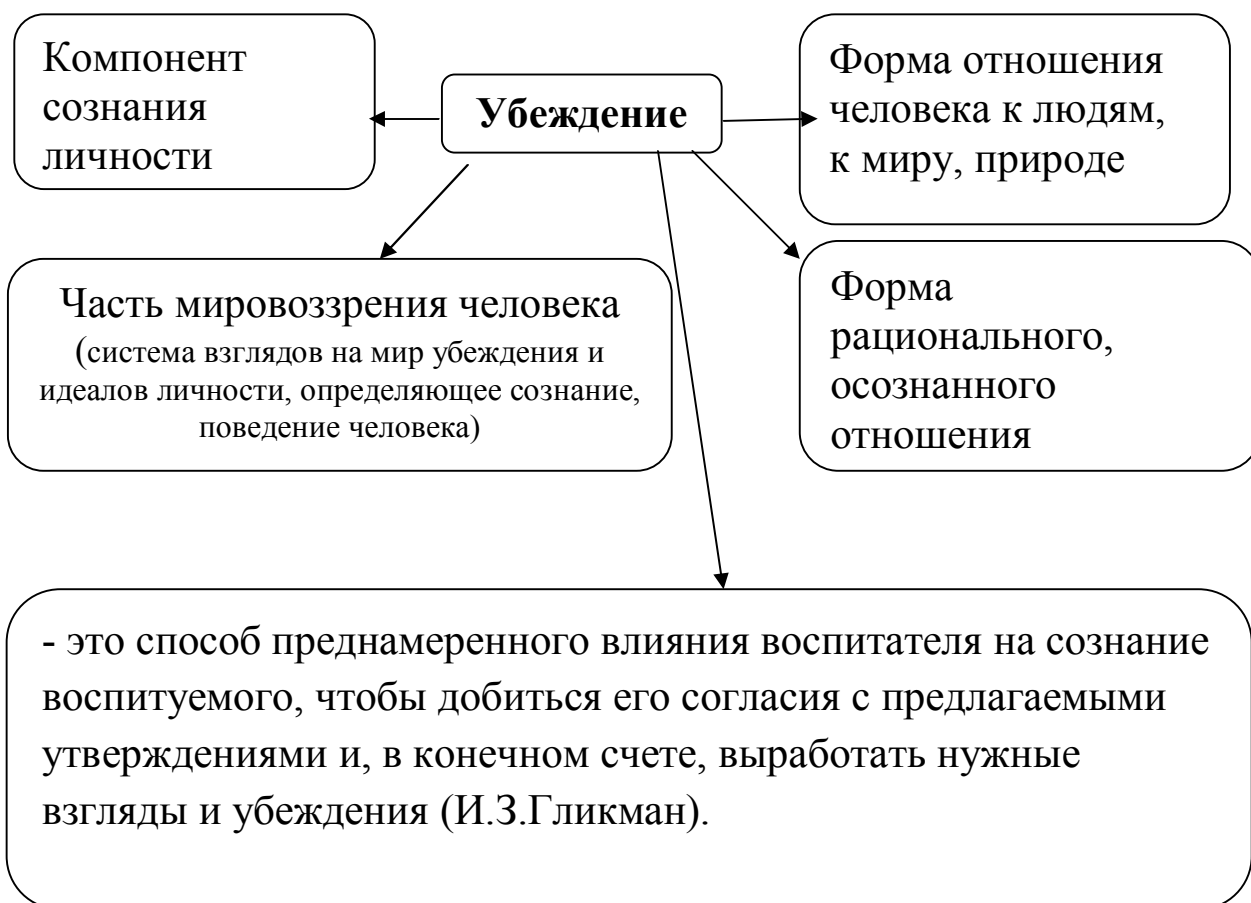 Компонент
сознания
личности
Убеждение
Форма отношения
человека к людям,
к миру, природе
Часть мировоззрения человека
(система взглядов на мир убеждения и
идеалов личности, определяющее сознание,
поведение человека)
Форма
рационального,
осознанного
отношения
- это способ преднамеренного влияния воспитателя на сознание
воспитуемого, чтобы добиться его согласия с предлагаемыми
утверждениями и, в конечном счете, выработать нужные
взгляды и убеждения (И.З.Гликман).